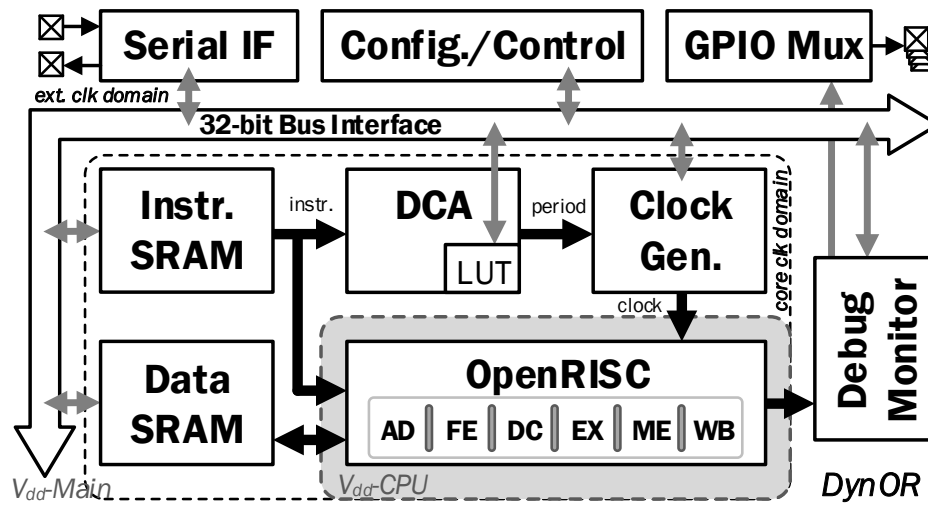 Serial IF
Config./Control
GPIO Mux
ext. clk domain
32-bit Bus Interface
Instr.
SRAM
instr.
DCA
LUT
period
Clock
Gen.
core ck domain
clock
Data
SRAM
OpenRISC
AD FE DC EX ME WB
Debug
Monitor
Vdd-Main
Vdd-CPU
DynOR